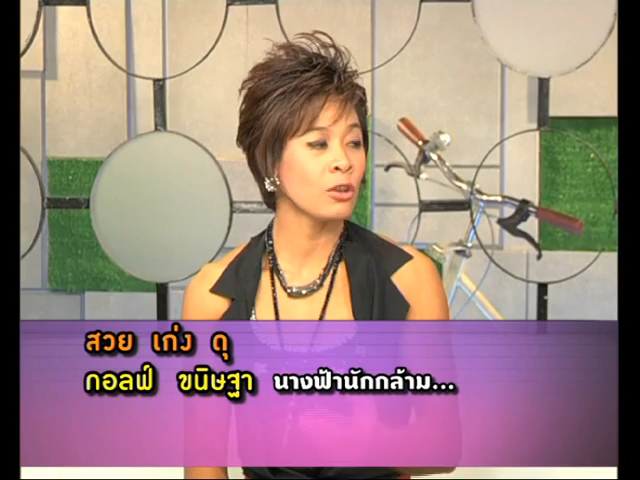 สวย เก่ง ดุ
กอลฟ์ ขนิษฐา นางฟ้านักกล้าม...